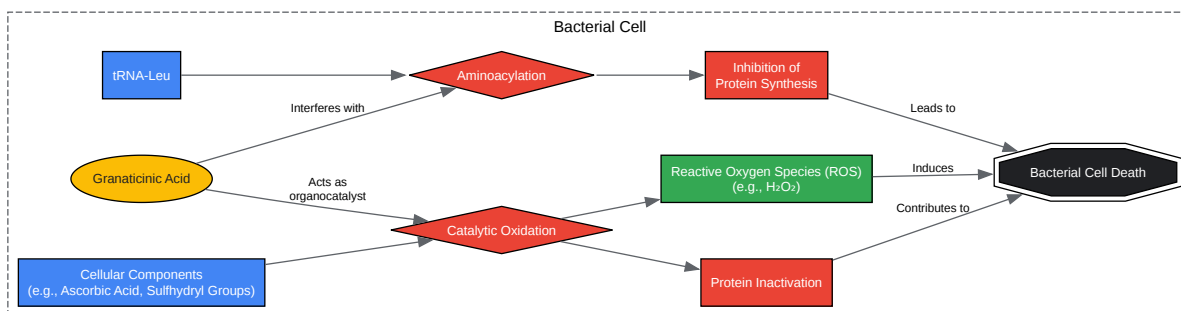 Bacterial Cell
tRNA-Leu
Aminoacylation
Inhibition of
Protein Synthesis
Interferes with
Leads to
Granaticinic Acid
Acts as
organocatalyst
Reactive Oxygen Species (ROS)
(e.g., H₂O₂)
Induces
Bacterial Cell Death
Contributes to
Catalytic Oxidation
Cellular Components
(e.g., Ascorbic Acid, Sulfhydryl Groups)
Protein Inactivation